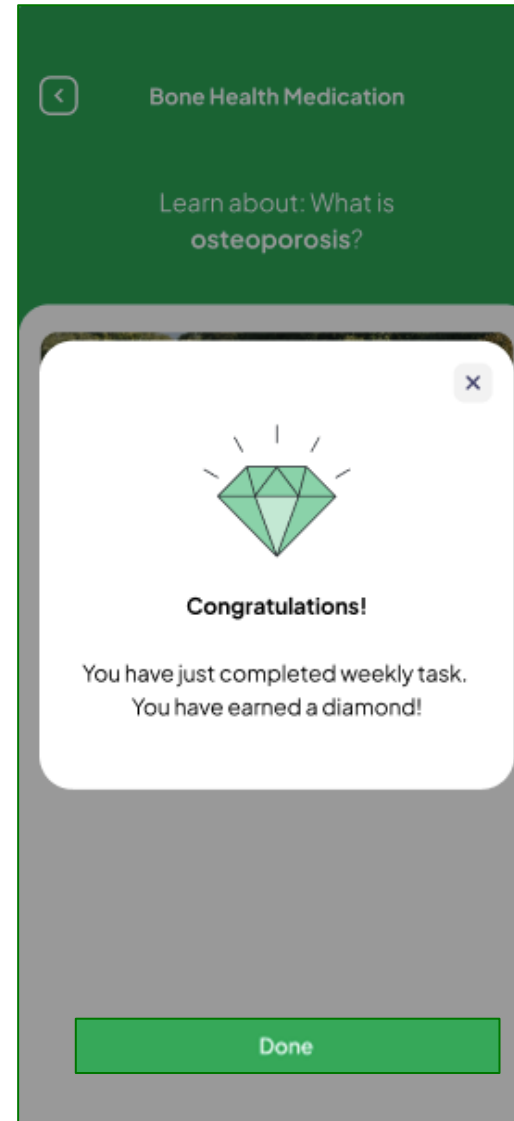 Bone Health Medication
Learn about: What is
osteoporosis?
Congratulations!
You have just completed weekly task.
You have earned a diamond!
Done